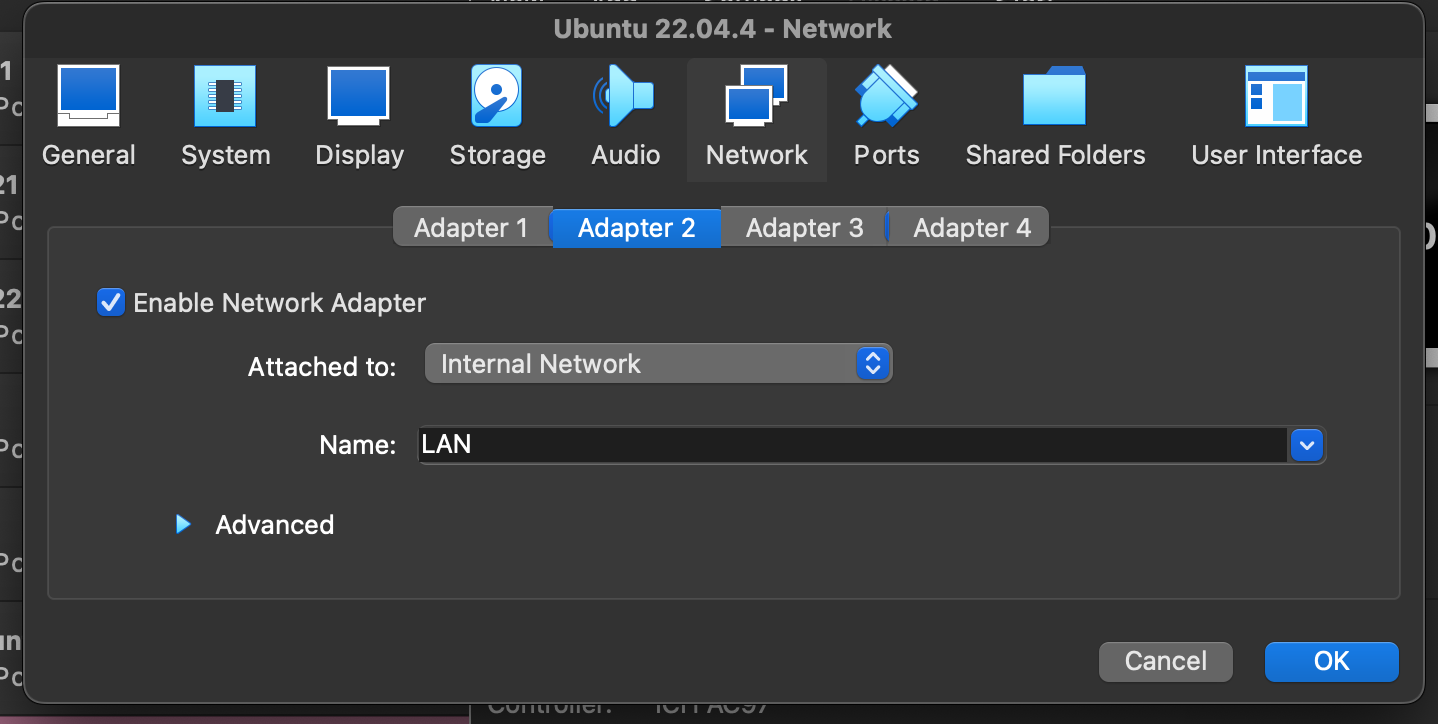 Ubuntu 22.04.4 - Network
General System Display Storage Audio Network Ports Shared Folders User Interface
Adapter 1 Adapter 2 Adapter 3 Adapter 4
Enable Network Adapter
Attached to: Internal Network
Name: LAN
Advanced
Cancel OK